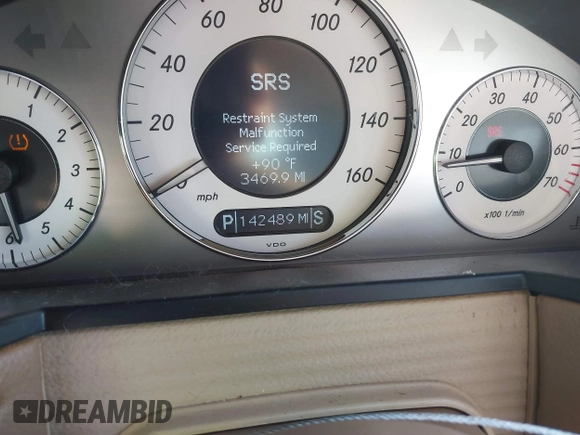 60 80 100
40 120
20 140
0 160
SRS
Restraint System
Malfunction
Service Required
+90 °F
3469.9 MI
mph
P 142489 MI S
VDO
1
2
3
4
5
6
0 10 20 30 40 50 60 70
x100 1/min
SRS
DREAMBID